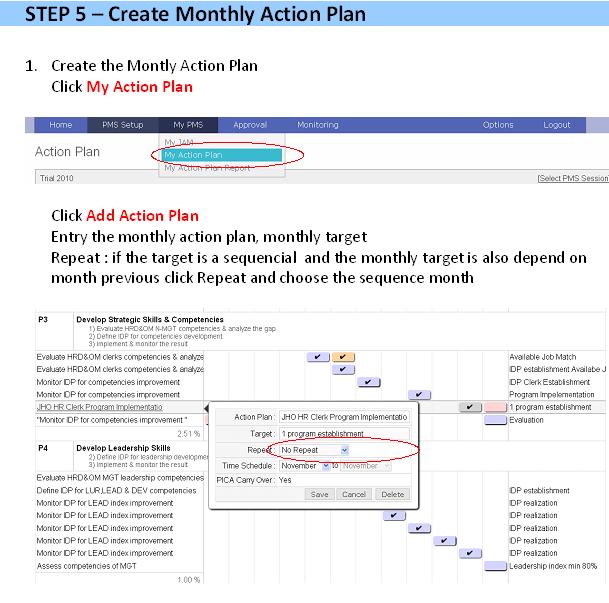 STEP 5 – Create Monthly Action Plan
1. Create the Montly Action Plan
Click My Action Plan
Home PMS Setup My PMS Approval Monitoring Options Logout
My JAM
Action Plan
My Action Plan
My Action Plan Report
Trial 2010 [Select PMS Session
Click Add Action Plan
Entry the monthly action plan, monthly target
Repeat : if the target is a sequencial and the monthly target is also depend on
month previous click Repeat and choose the sequence month
P3 Develop Strategic Skills & Competencies
1) Evaluate HRD&OM N-MGT competencies & analyze the gap
2) Define IDP for competencies development
3) Implement & monitor the result
Evaluate HRD&OM clerks competencies & analyze Available Job Match
Evaluate HRD&OM clerks competencies & analyze IDP establishment Availabe J
Monitor IDP for competencies improvement IDP Clerk Establishment
Monitor IDP for competencies improvement Program Impelementation
JHO HR Clerk Program Implementatio 1 program establishment
"Monitor IDP for competencies improvement " Evaluation
2.51 %
Action Plan : JHO HR Clerk Program Implementatio
Target : 1 program establishment
Repeat : No Repeat
Time Schedule : November to November
PICA Carry Over : Yes
Save Cancel Delete
P4 Develop Leadership Skills
2) Define IDP for leadership developmen
3) Implement & monitor the result
Evaluate HRD&OM MGT leadership competencies
Define IDP for LUR,LEAD & DEV competencies IDP establishment
Monitor IDP for LEAD index improvement IDP realization
Monitor IDP for LEAD index improvement IDP realization
Monitor IDP for LEAD index improvement IDP realization
Monitor IDP for LEAD index improvement IDP realization
Monitor IDP for LEAD index improvement IDP realization
Assess competencies of MGT Leadership index min 80%
1.00 %